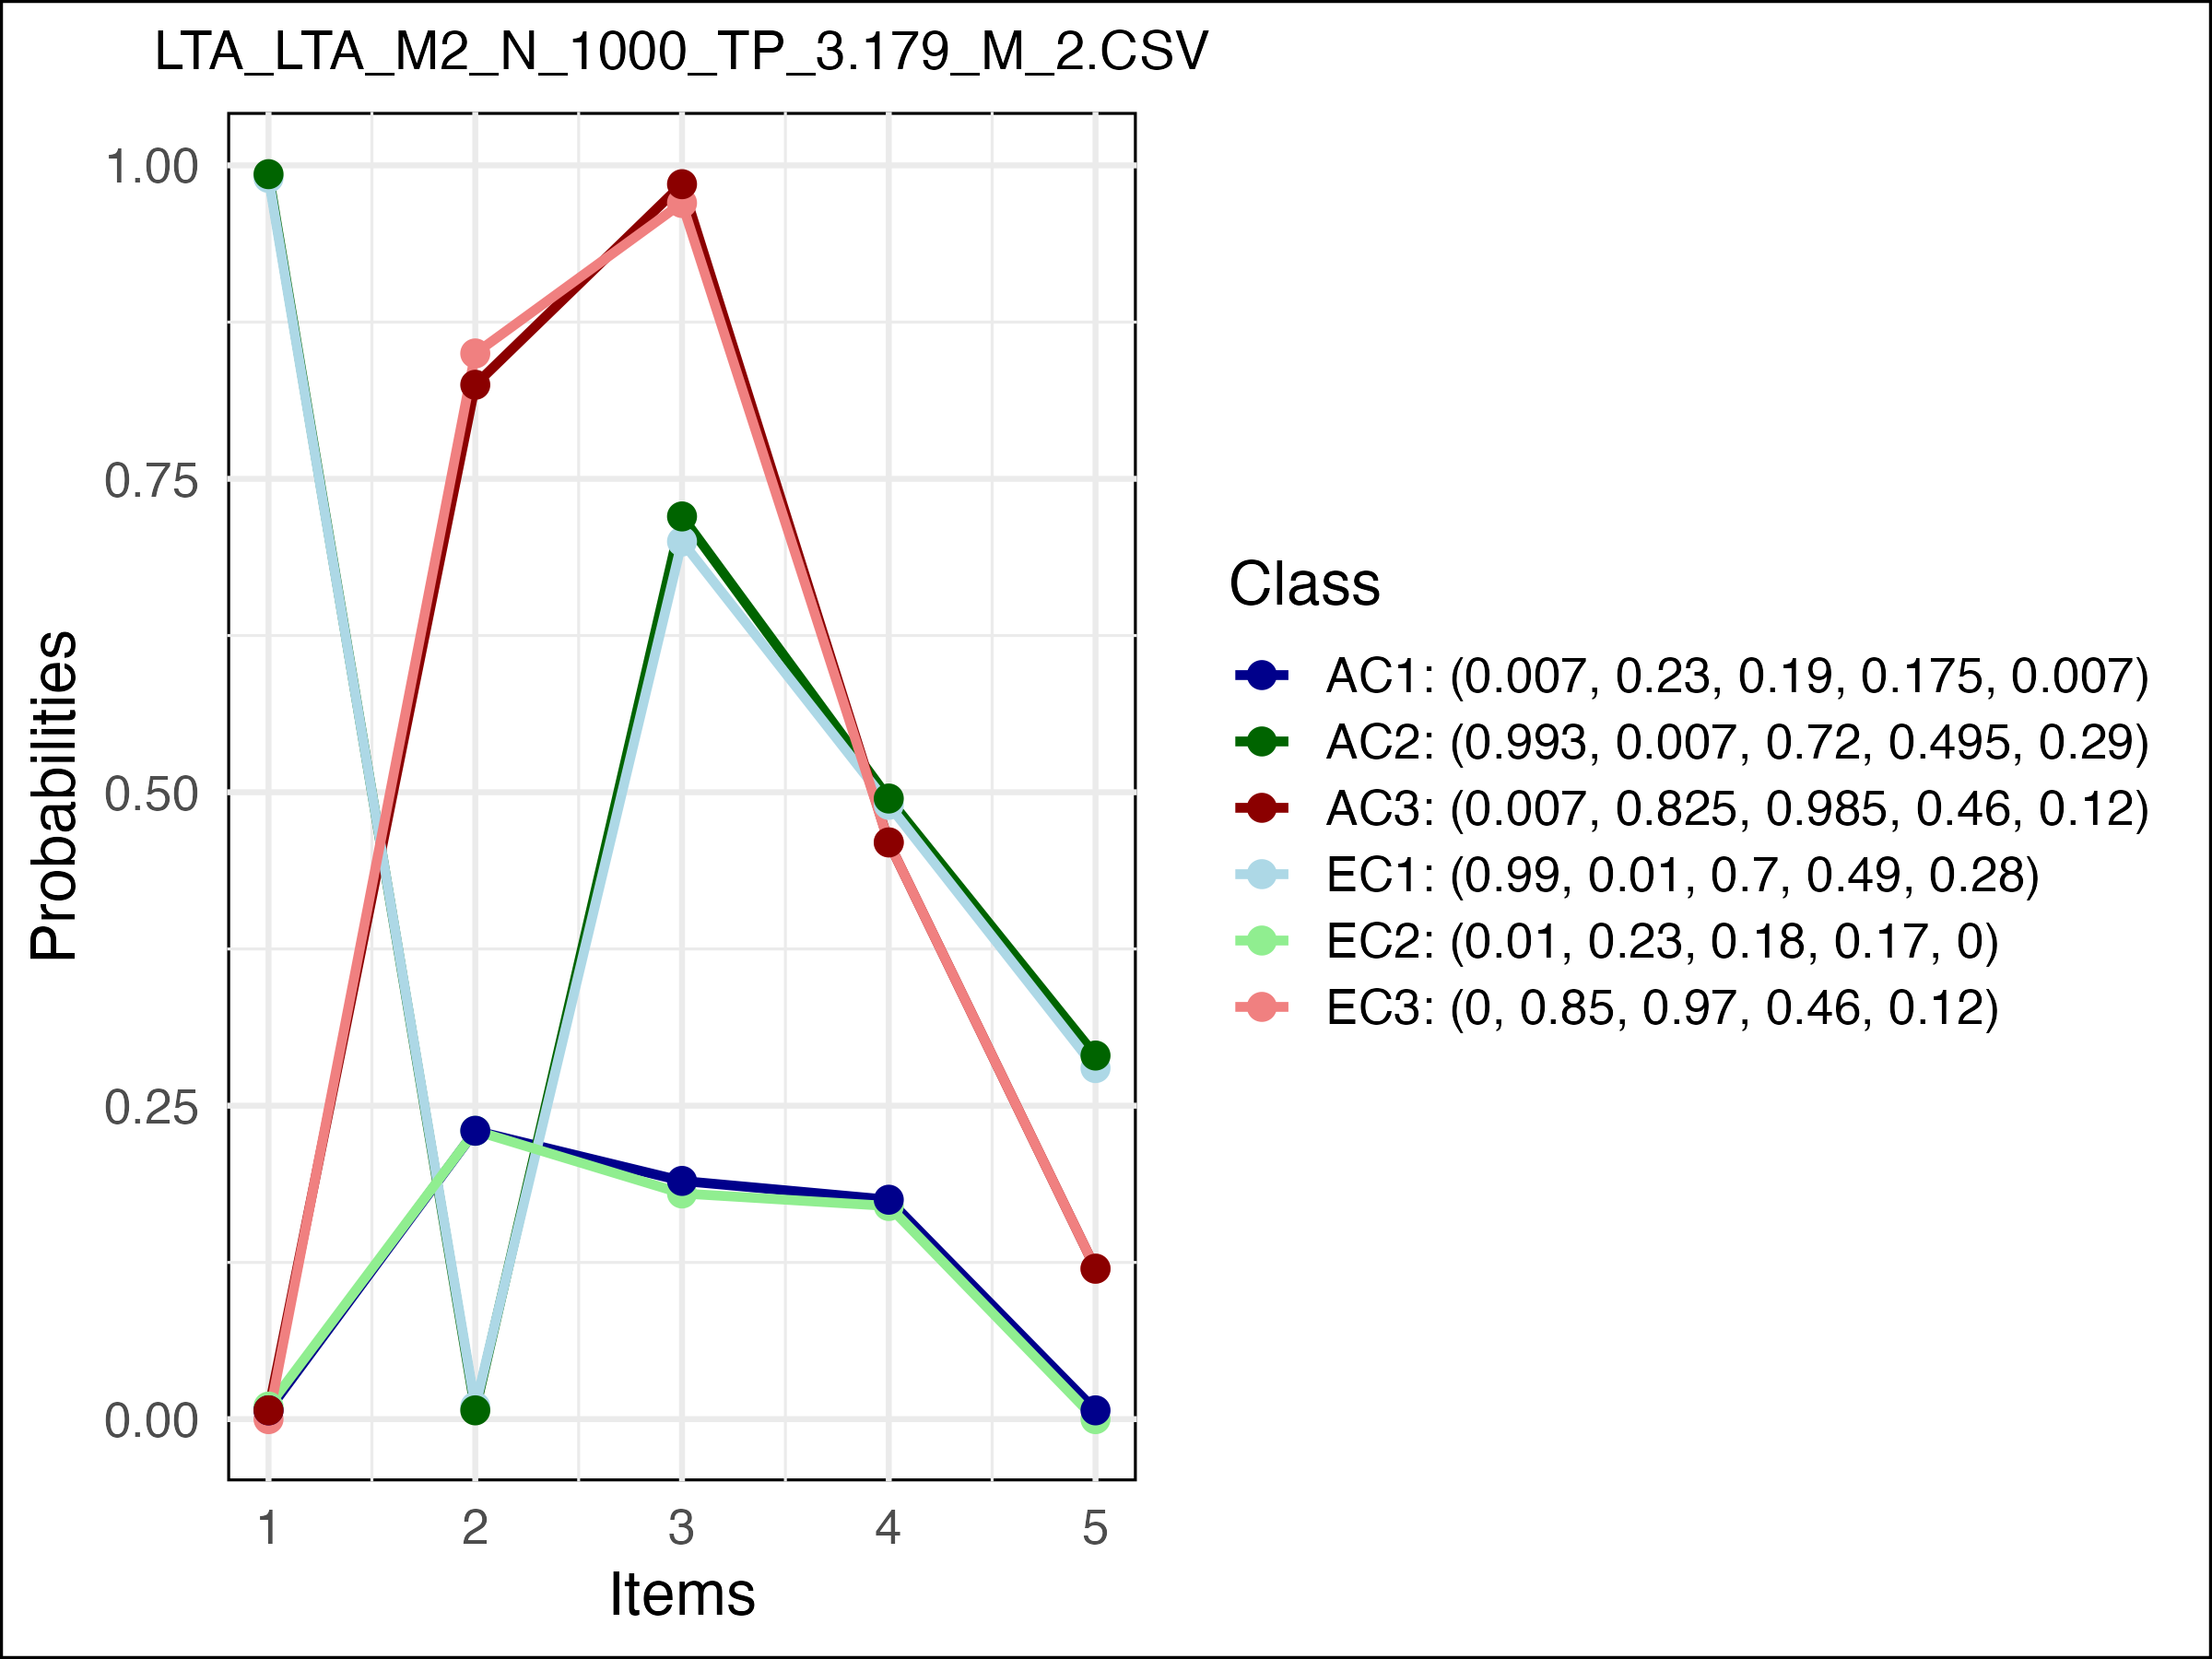 LTA_LTA_M2_N_1000_TP_3.179_M_2.CSV
1.00
0.75
0.50
0.25
0.00
Probabilities
1 2 3 4 5
Items
Class
AC1: (0.007, 0.23, 0.19, 0.175, 0.007)
AC2: (0.993, 0.007, 0.72, 0.495, 0.29)
AC3: (0.007, 0.825, 0.985, 0.46, 0.12)
EC1: (0.99, 0.01, 0.7, 0.49, 0.28)
EC2: (0.01, 0.23, 0.18, 0.17, 0)
EC3: (0, 0.85, 0.97, 0.46, 0.12)